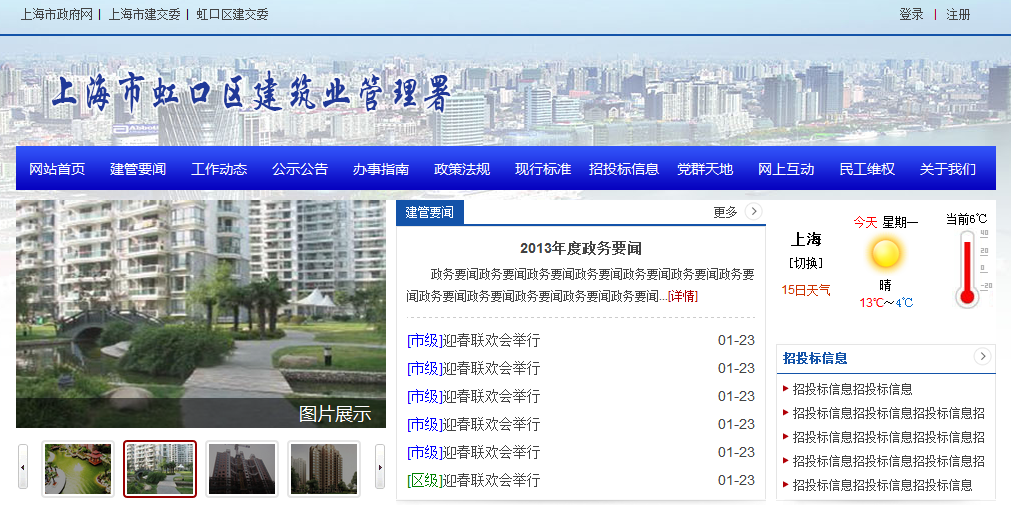 上海市政府网 | 上海市建交委 | 虹口区建交委
登录 | 注册
上海市虹口区建筑业管理署
网站首页 建管要闻 工作动态 公示公告 办事指南 政策法规 现行标准 招投标信息 党群天地 网上互动 民工维权 关于我们
图片展示
建管要闻 更多
2013年度政务要闻
政务要闻政务要闻政务要闻政务要闻政务要闻政务要闻政务要
闻政务要闻政务要闻政务要闻政务要闻...[详情]
[市级]迎春联欢会举行 01-23
[市级]迎春联欢会举行 01-23
[市级]迎春联欢会举行 01-23
[市级]迎春联欢会举行 01-23
[市级]迎春联欢会举行 01-23
[区级]迎春联欢会举行 01-23
上海
[切换]
15日天气
今天 星期一
晴
13℃～4℃
当前6℃
40
20
0
-20
招投标信息
招投标信息招投标信息
招投标信息招投标信息招投标信息招
招投标信息招投标信息招投标信息招
招投标信息招投标信息招投标信息招
招投标信息招投标信息招投标信息